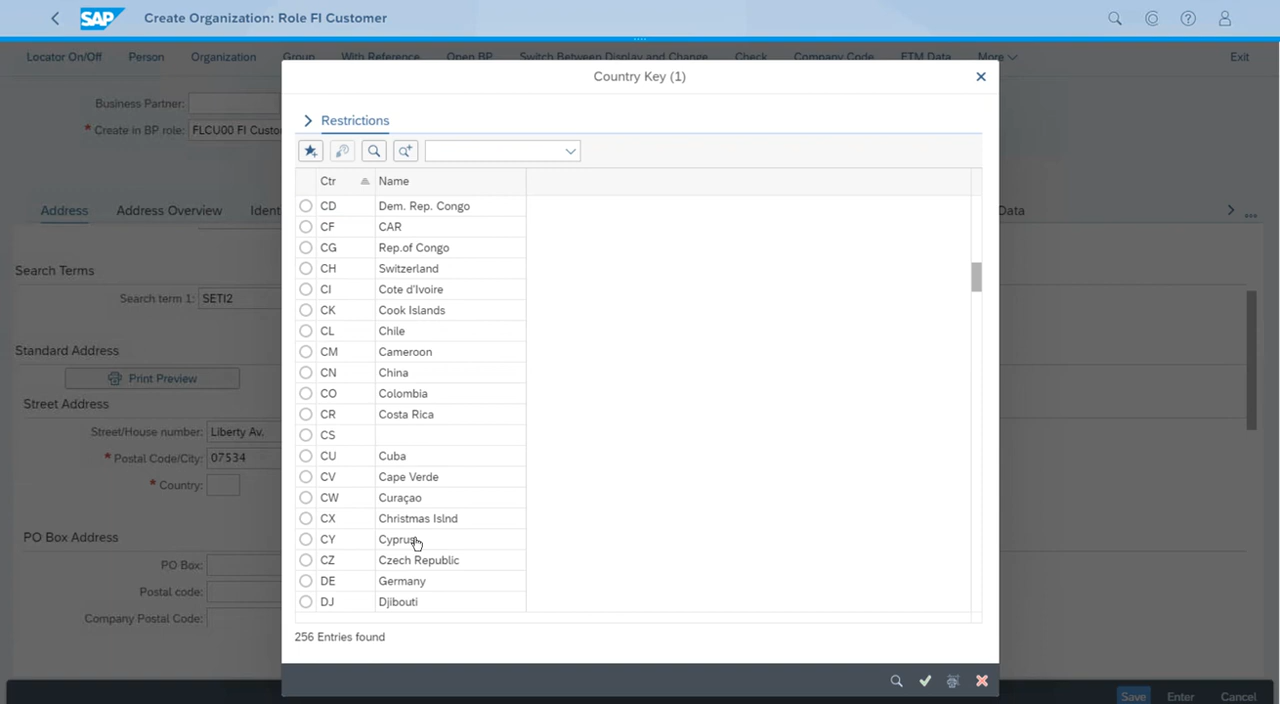 SAP Create Organization: Role FI Customer
Locator On/Off Person Organization Group With Reference Open BP Switch Between Display and Change Check Company Code ETM Data More Exit
Country Key (1)
Business Partner:
* Create in BP role: FLCU00 FI Custo
Restrictions
Ctr Name
Address Address Overview Ident
Data
CD Dem. Rep. Congo
CF CAR
CG Rep.of Congo
CH Switzerland
CI Cote d'Ivoire
CK Cook Islands
CL Chile
CM Cameroon
CN China
CO Colombia
CR Costa Rica
CS
CU Cuba
CV Cape Verde
CW Curaçao
CX Christmas Islnd
CY Cyprus
CZ Czech Republic
DE Germany
DJ Djibouti
256 Entries found
Search Terms
Search term 1: SETI2
Standard Address
Print Preview
Street Address
Street/House number: Liberty Av.
* Postal Code/City: 07534
* Country:
PO Box Address
PO Box:
Postal code:
Company Postal Code:
Save Enter Cancel